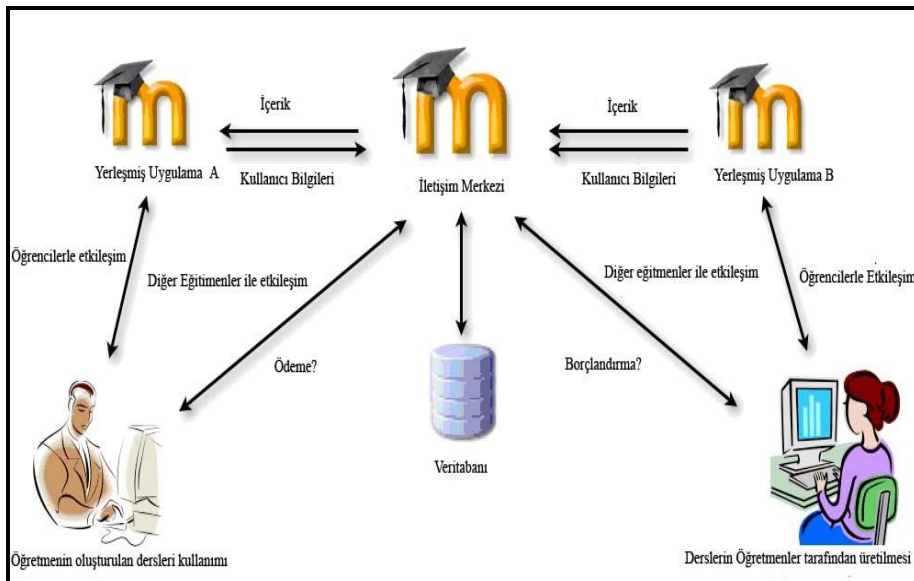 İçerik
İçerik
Yerleşmiş Uygulama A
Kullanıcı Bilgileri
İletişim Merkezi
Kullanıcı Bilgileri
Yerleşmiş Uygulama B
Öğrencilerle etkileşim
Diğer Eğitimenler ile etkileşim
Diğer eğitmenler ile etkileşim
Öğrencilerle Etkileşim
Ödeme?
Borçlandırma?
Veritabanı
Öğretmenin oluşturulan dersleri kullanımı
Derslerin Öğretmenler tarafından üretilmesi